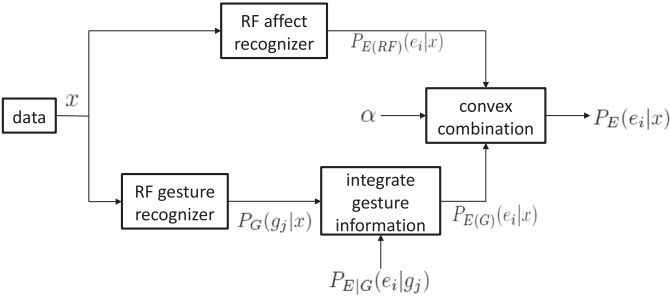 RF affect
recognizer
P_{E(RF)}(e_i|x)
data
x
α
convex
combination
P_E(e_i|x)
RF gesture
recognizer
P_G(g_j|x)
integrate
gesture
information
P_{E(G)}(e_i|x)
P_{E|G}(e_i|g_j)